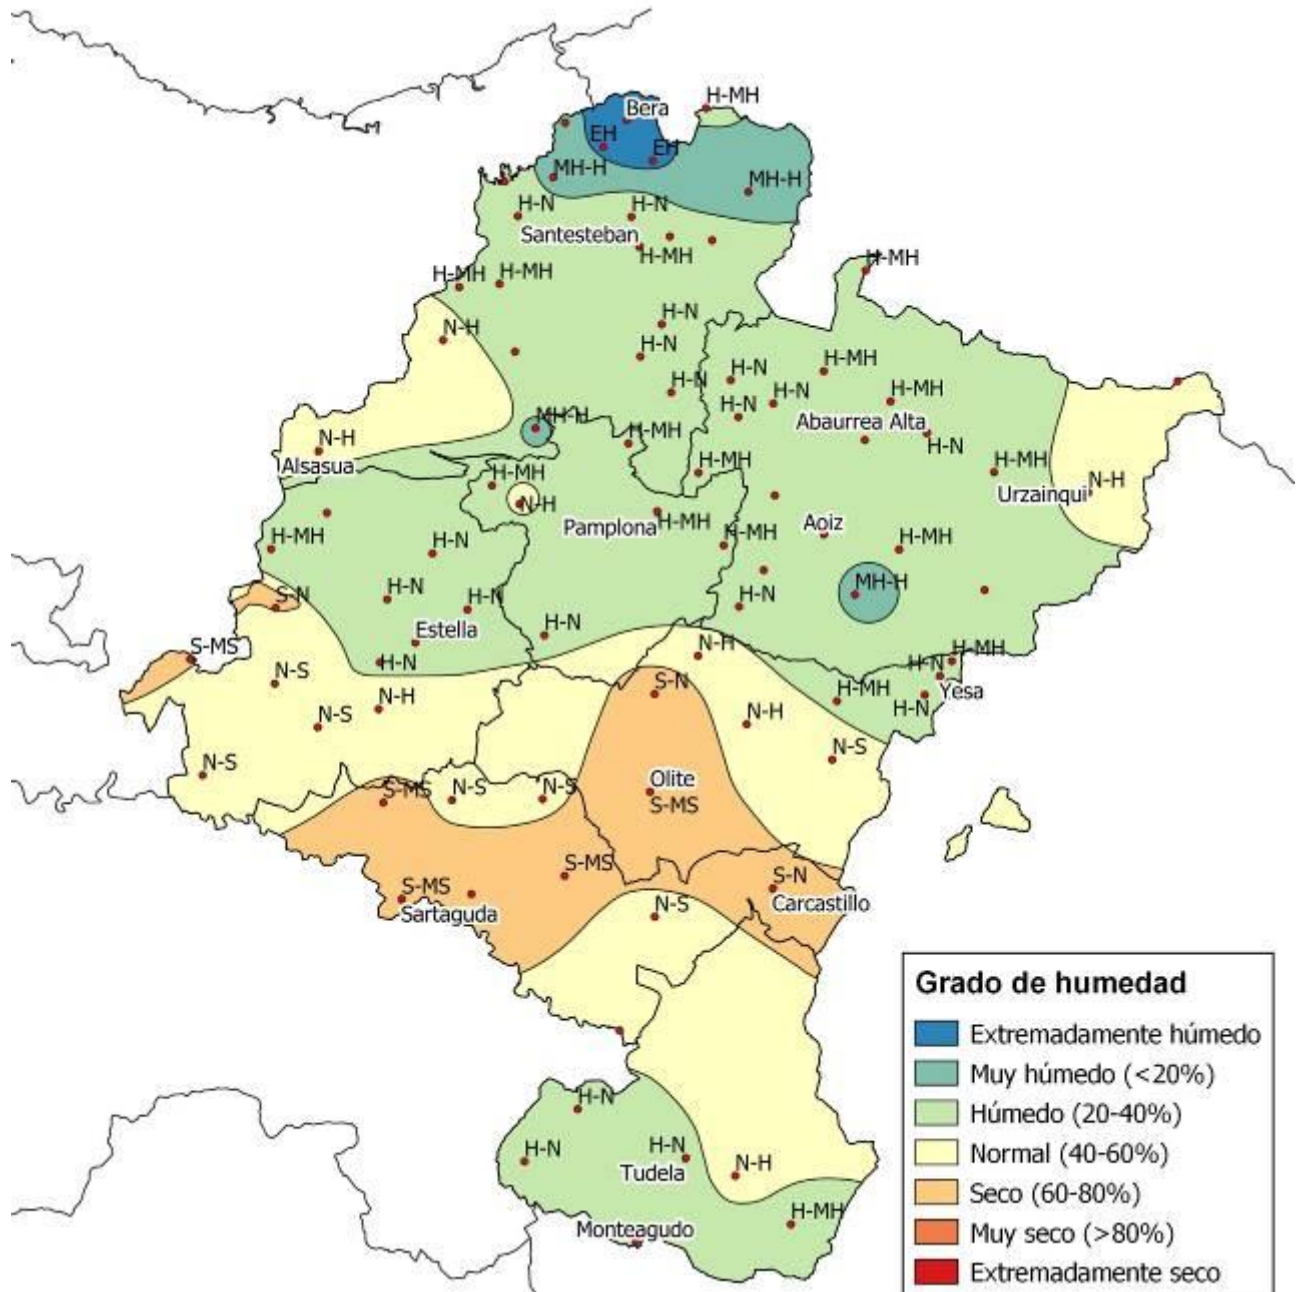 H-MH
Bera
EH
EH
MH-H
MH-H
H-N
H-N
Santesteban
H-MH
H-MH
H-MH
H-MH
N-H
H-N
H-N
H-MH
H-N
H-N
H-N
H-MH
H-N
Abaurrea Alta
MH-H
H-MH
H-N
N-H
Alsasua
H-MH
H-MH
H-MH
N-H
Urzainqui
N-H
H-MH
Pamplona
Aoiz
H-MH
H-N
H-MH
H-MH
MH-H
S-N
H-N
H-N
H-N
Estella
H-N
N-H
S-MS
H-N
H-MH
H-N
Yesa
N-S
N-H
S-N
H-MH
H-N
N-S
N-H
N-S
N-S
Olite
S-MS
N-S
N-S
S-MS
S-MS
S-N
S-MS
Sartaguda
N-S
Carcastillo
H-N
H-N
H-N
Tudela
N-H
H-MH
Monteagudo
Grado de humedad
Extremadamente húmedo
Muy húmedo (<20%)
Húmedo (20-40%)
Normal (40-60%)
Seco (60-80%)
Muy seco (>80%)
Extremadamente seco